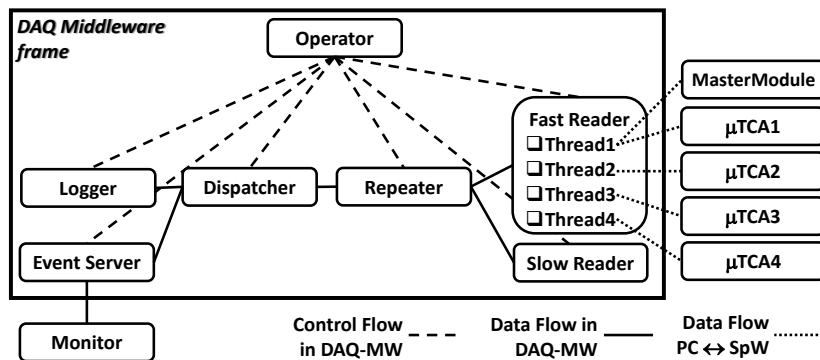 DAQ Middleware
frame
Operator
MasterModule
Fast Reader
❑Thread1
❑Thread2
❑Thread3
❑Thread4
μTCA1
μTCA2
μTCA3
μTCA4
Logger
Dispatcher
Repeater
Event Server
Slow Reader
Monitor
Control Flow
in DAQ-MW
Data Flow in
DAQ-MW
Data Flow
PC ↔ SpW